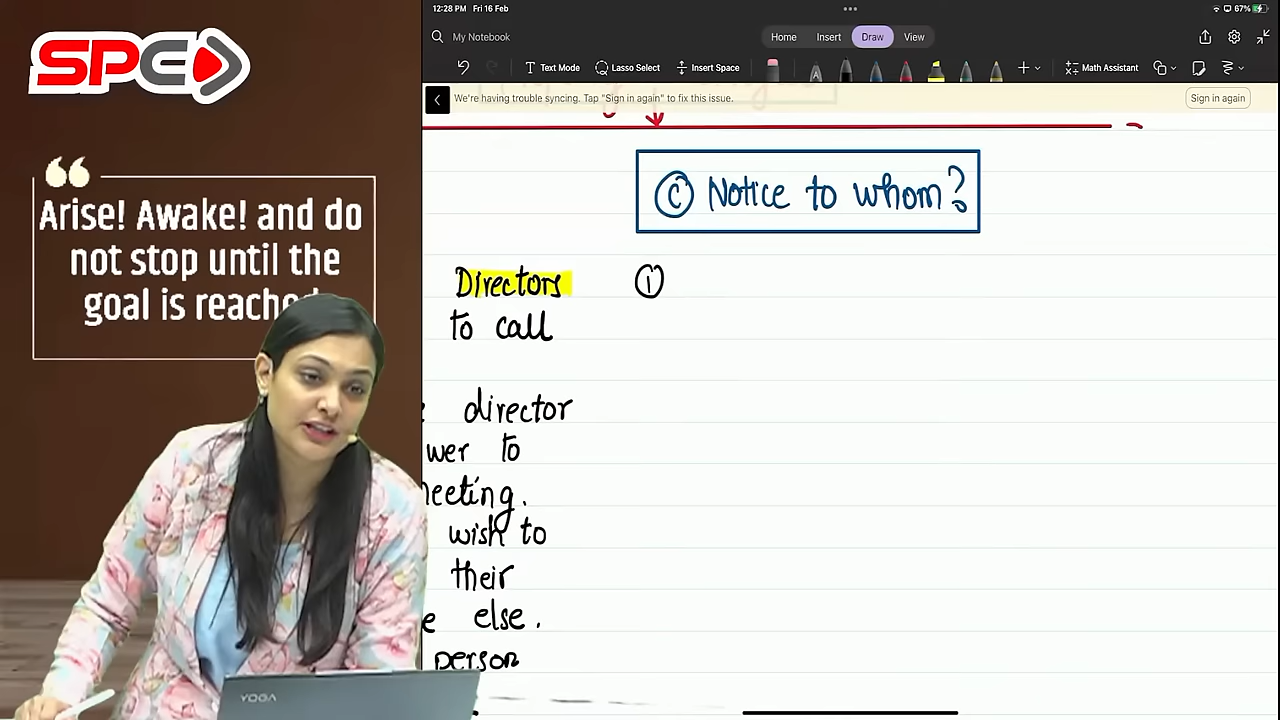 SPC
Arise! Awake! and do
not stop until the
goal is reached
12:28 PM Fri 16 Feb
67%
My Notebook
Home Insert Draw View
Text Mode Lasso Select Insert Space Math Assistant
We're having trouble syncing. Tap "Sign in again" to fix this issue.
Sign in again
C Notice to whom?
Directors
to call
director
wer to
neeting.
wish to
their
e else.
person
1
YOGA